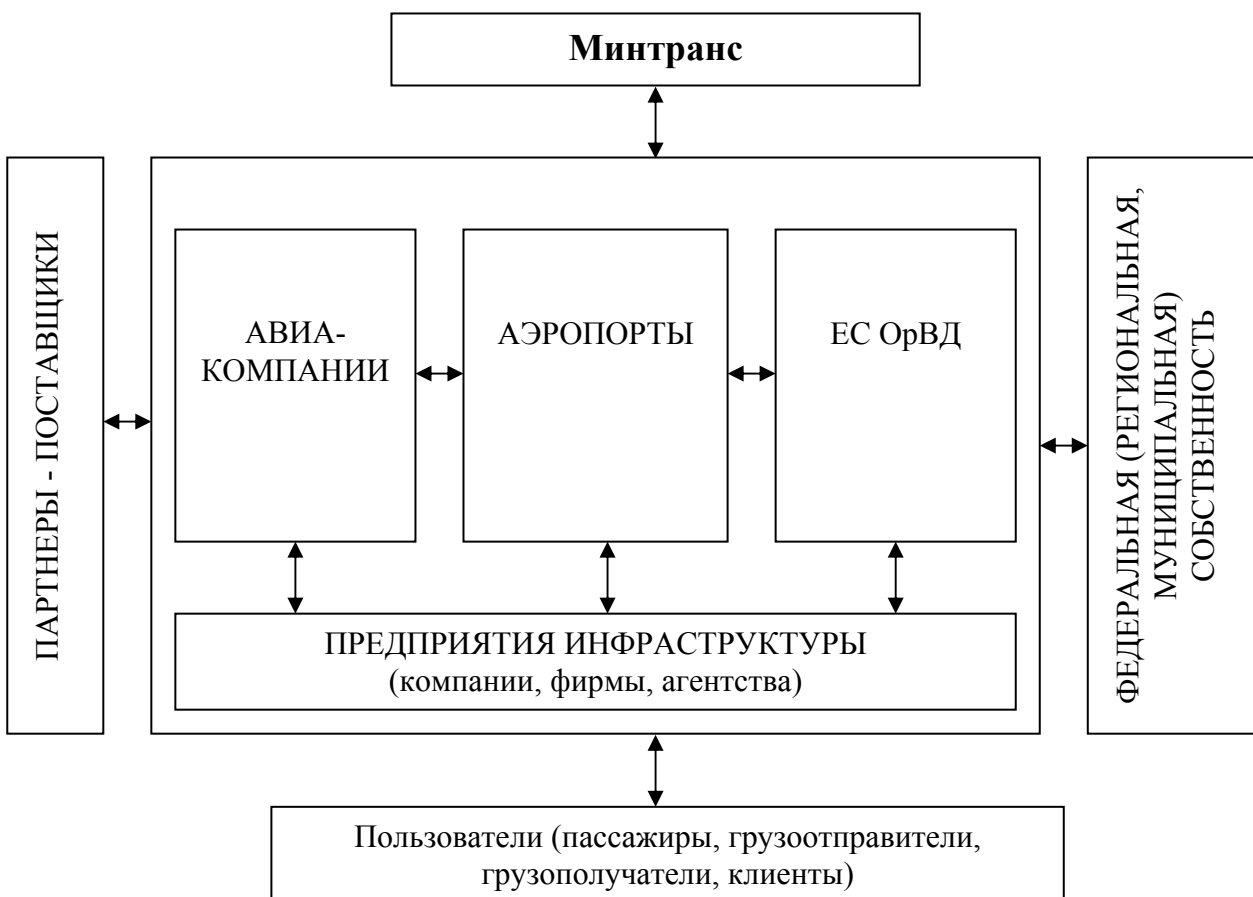 Минтранс
ПАРТНЕРЫ - ПОСТАВЩИКИ
АВИА-
КОМПАНИИ
АЭРОПОРТЫ
ЕС ОрВД
ПРЕДПРИЯТИЯ ИНФРАСТРУКТУРЫ
(компании, фирмы, агентства)
ФЕДЕРАЛЬНАЯ (РЕГИОНАЛЬНАЯ,
МУНИЦИПАЛЬНАЯ)
СОБСТВЕННОСТЬ
Пользователи (пассажиры, грузоотправители,
грузополучатели, клиенты)